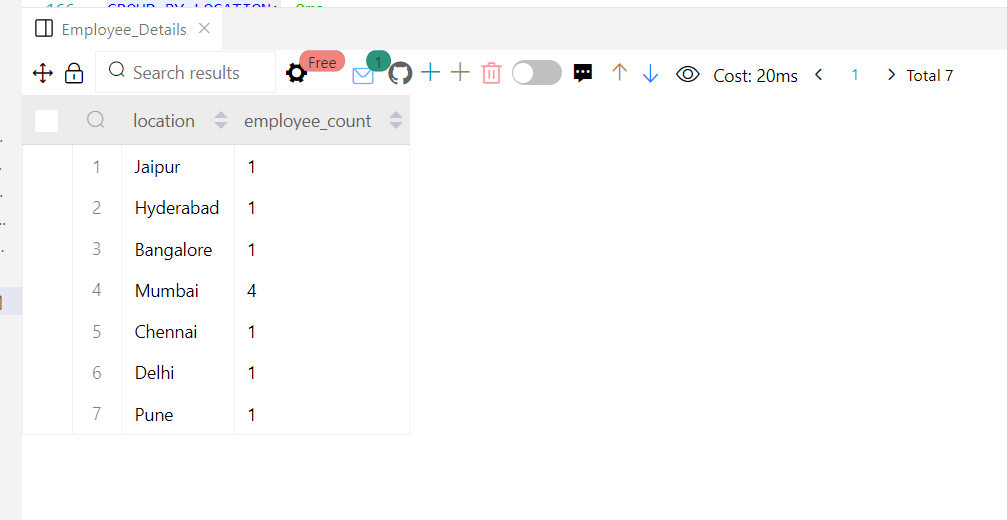 166 GROUP BY LOCATION; 9ms
Employee_Details
Search results Free 1 Cost: 20ms 1 Total 7
location employee_count
1 Jaipur 1
2 Hyderabad 1
3 Bangalore 1
4 Mumbai 4
5 Chennai 1
6 Delhi 1
7 Pune 1